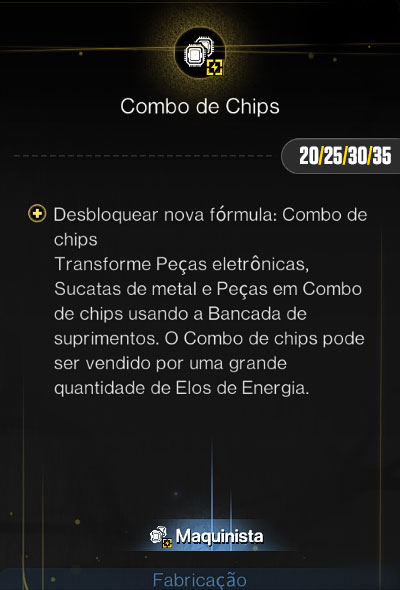 Combo de Chips
20/25/30/35
Desbloquear nova fórmula: Combo de
chips
Transforme Peças eletrônicas,
Sucatas de metal e Peças em Combo
de chips usando a Bancada de
suprimentos. O Combo de chips pode
ser vendido por uma grande
quantidade de Elos de Energia.
Maquinista
Fabricação